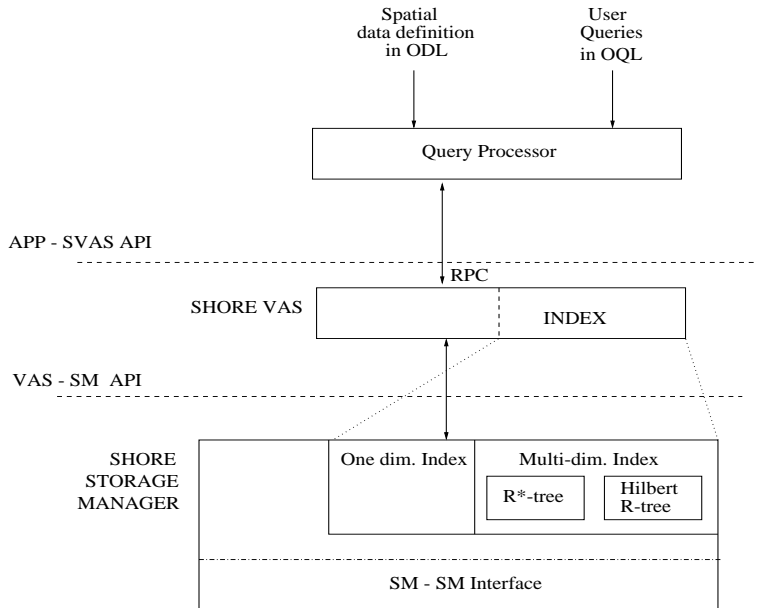 Spatial
data definition
in ODL
User
Queries
in OQL
Query Processor
APP - SVAS API
RPC
SHORE VAS
INDEX
VAS - SM API
SHORE
STORAGE
MANAGER
One dim. Index
Multi-dim. Index
R*-tree
Hilbert
R-tree
SM - SM Interface